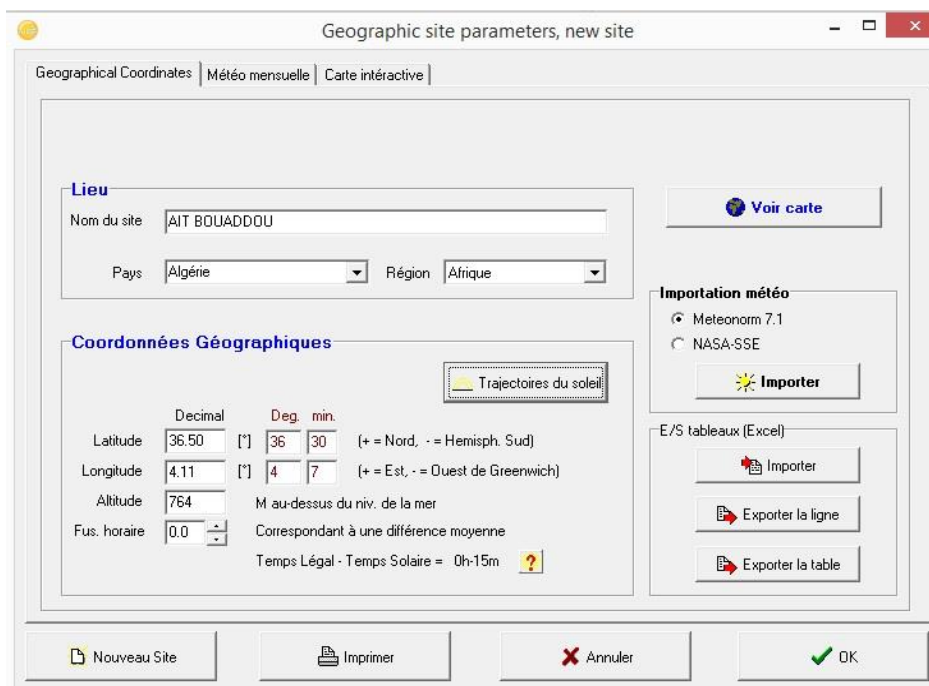 Geographic site parameters, new site
Geographical Coordinates Météo mensuelle Carte intéractive
Lieu
Nom du site AIT BOUADDOU
Pays Algérie Région Afrique
Voir carte
Importation météo
Meteonorm 7.1
NASA-SSE
Importer
Coordonnées Géographiques
Trajectoires du soleil
Decimal Deg. min.
Latitude 36.50 [°] 36 30 (+ = Nord, - = Hemisph. Sud)
Longitude 4.11 [°] 4 7 (+ = Est, - = Ouest de Greenwich)
Altitude 764 M au-dessus du niv. de la mer
Fus. horaire 0.0 Correspondant à une différence moyenne
Temps Légal - Temps Solaire = 0h-15m ?
E/S tableaux (Excel)
Importer
Exporter la ligne
Exporter la table
Nouveau Site Imprimer Annuler OK